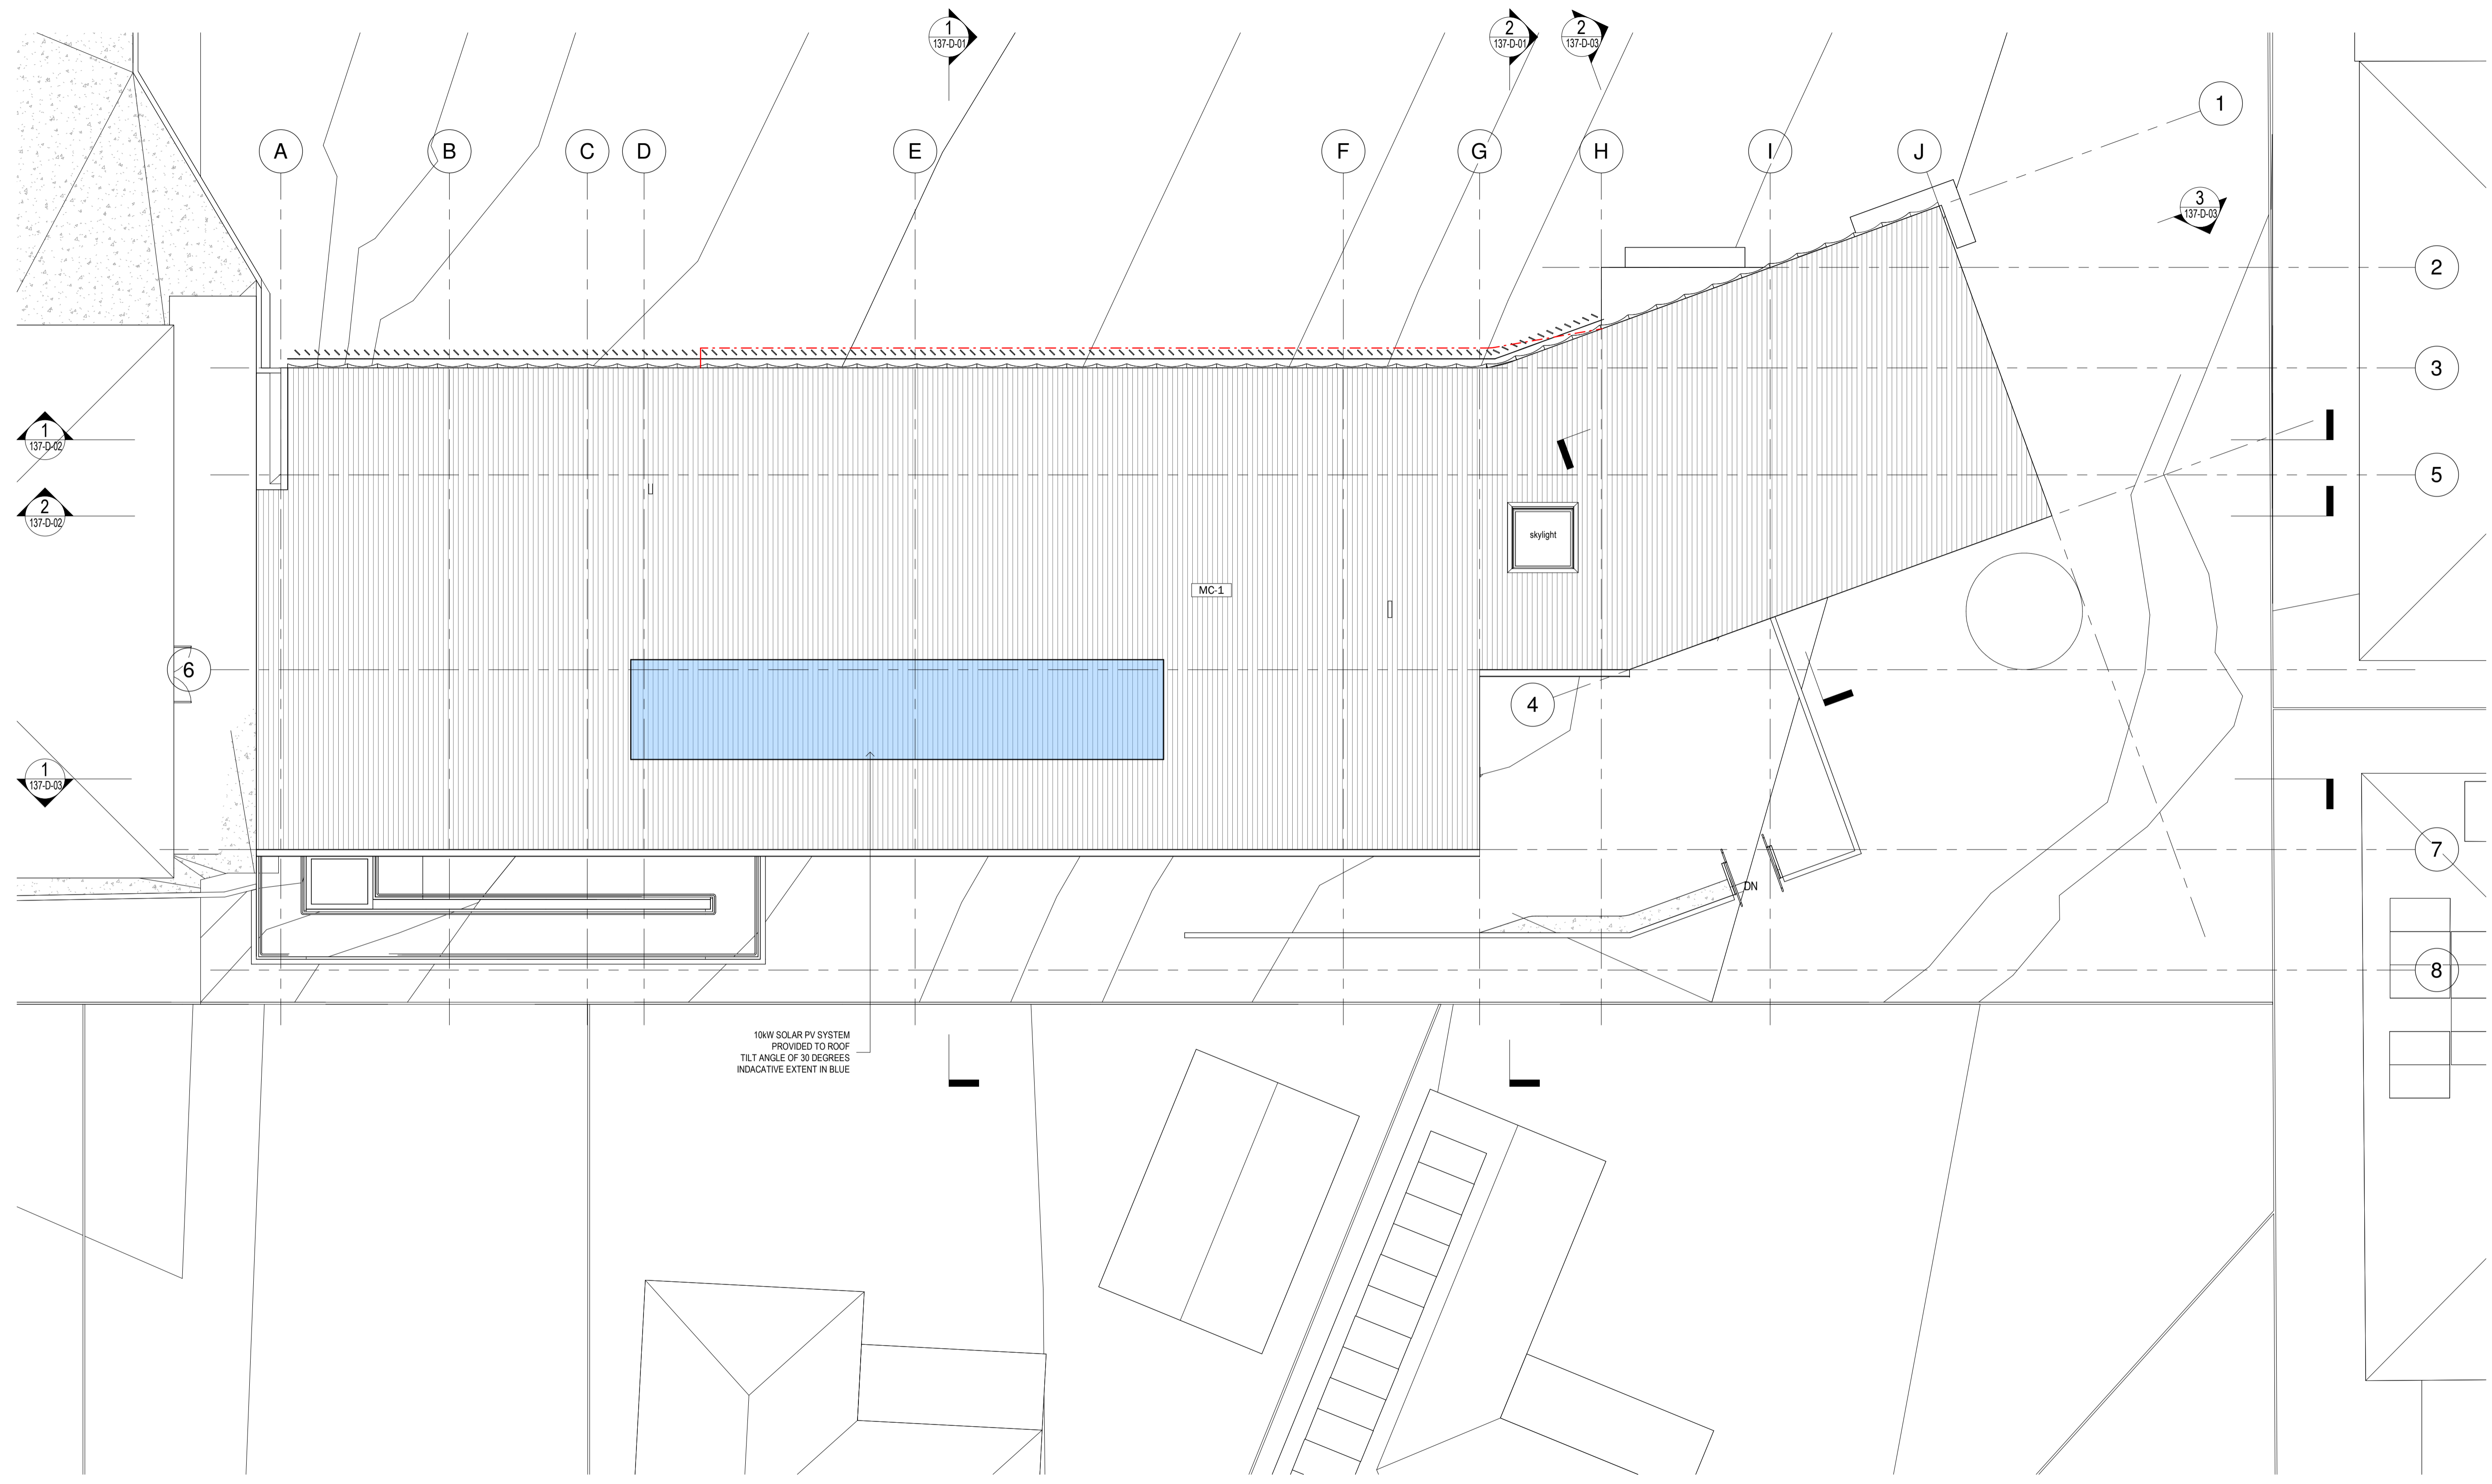 1
137-D-01
2
137-D-01
2
137-D-03
1
A
B
C
D
E
F
G
H
I
J
3
137-D-03
2
3
1
137-D-02
5
2
137-D-02
skylight
MC-1
6
4
1
137-D-03
7
DN
8
10kW SOLAR PV SYSTEM
PROVIDED TO ROOF
TILT ANGLE OF 30 DEGREES
INDACATIVE EXTENT IN BLUE